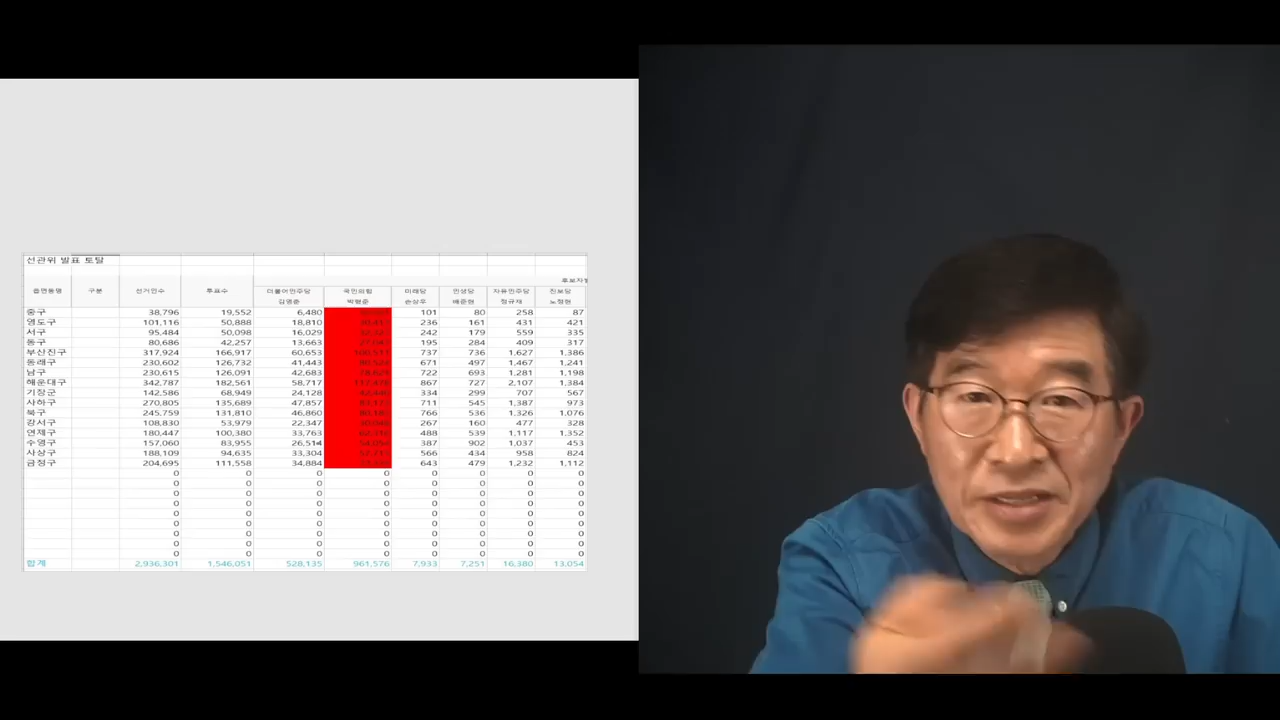 선관위 발표 토탈
후보자별
읍면동명 구분 선거인수 투표수 더불어민주당 국민의힘 미래당 민생당 자유민주당 진보당
김영춘 박형준 손상우 배준현 정규재 노정현
중구 38,796 19,552 6,480 101 80 258 87
영도구 101,116 50,888 18,810 236 161 431 421
서구 95,484 50,098 16,029 242 179 559 335
동구 80,686 42,257 13,663 195 284 409 317
부산진구 317,924 166,917 60,653 737 736 1,627 1,386
동래구 230,602 126,732 41,443 671 497 1,467 1,241
남구 230,615 126,091 42,683 722 693 1,281 1,198
해운대구 342,787 182,561 58,717 867 727 2,107 1,384
기장군 142,586 68,949 24,128 334 299 707 567
사하구 270,805 135,689 47,857 711 545 1,387 973
북구 245,759 131,810 46,860 766 536 1,326 1,076
강서구 108,830 53,979 22,347 267 160 477 328
연제구 180,447 100,380 33,763 488 539 1,117 1,352
수영구 157,060 83,955 26,514 387 902 1,037 453
사상구 188,109 94,635 33,304 566 434 958 824
금정구 204,695 111,558 34,884 643 479 1,232 1,112
0 0 0 0 0 0 0 0
0 0 0 0 0 0 0 0
0 0 0 0 0 0 0 0
0 0 0 0 0 0 0 0
0 0 0 0 0 0 0 0
0 0 0 0 0 0 0 0
0 0 0 0 0 0 0 0
0 0 0 0 0 0 0 0
0 0 0 0 0 0 0 0
합계 2,936,301 1,546,051 528,135 961,576 7,933 7,251 16,380 13,054